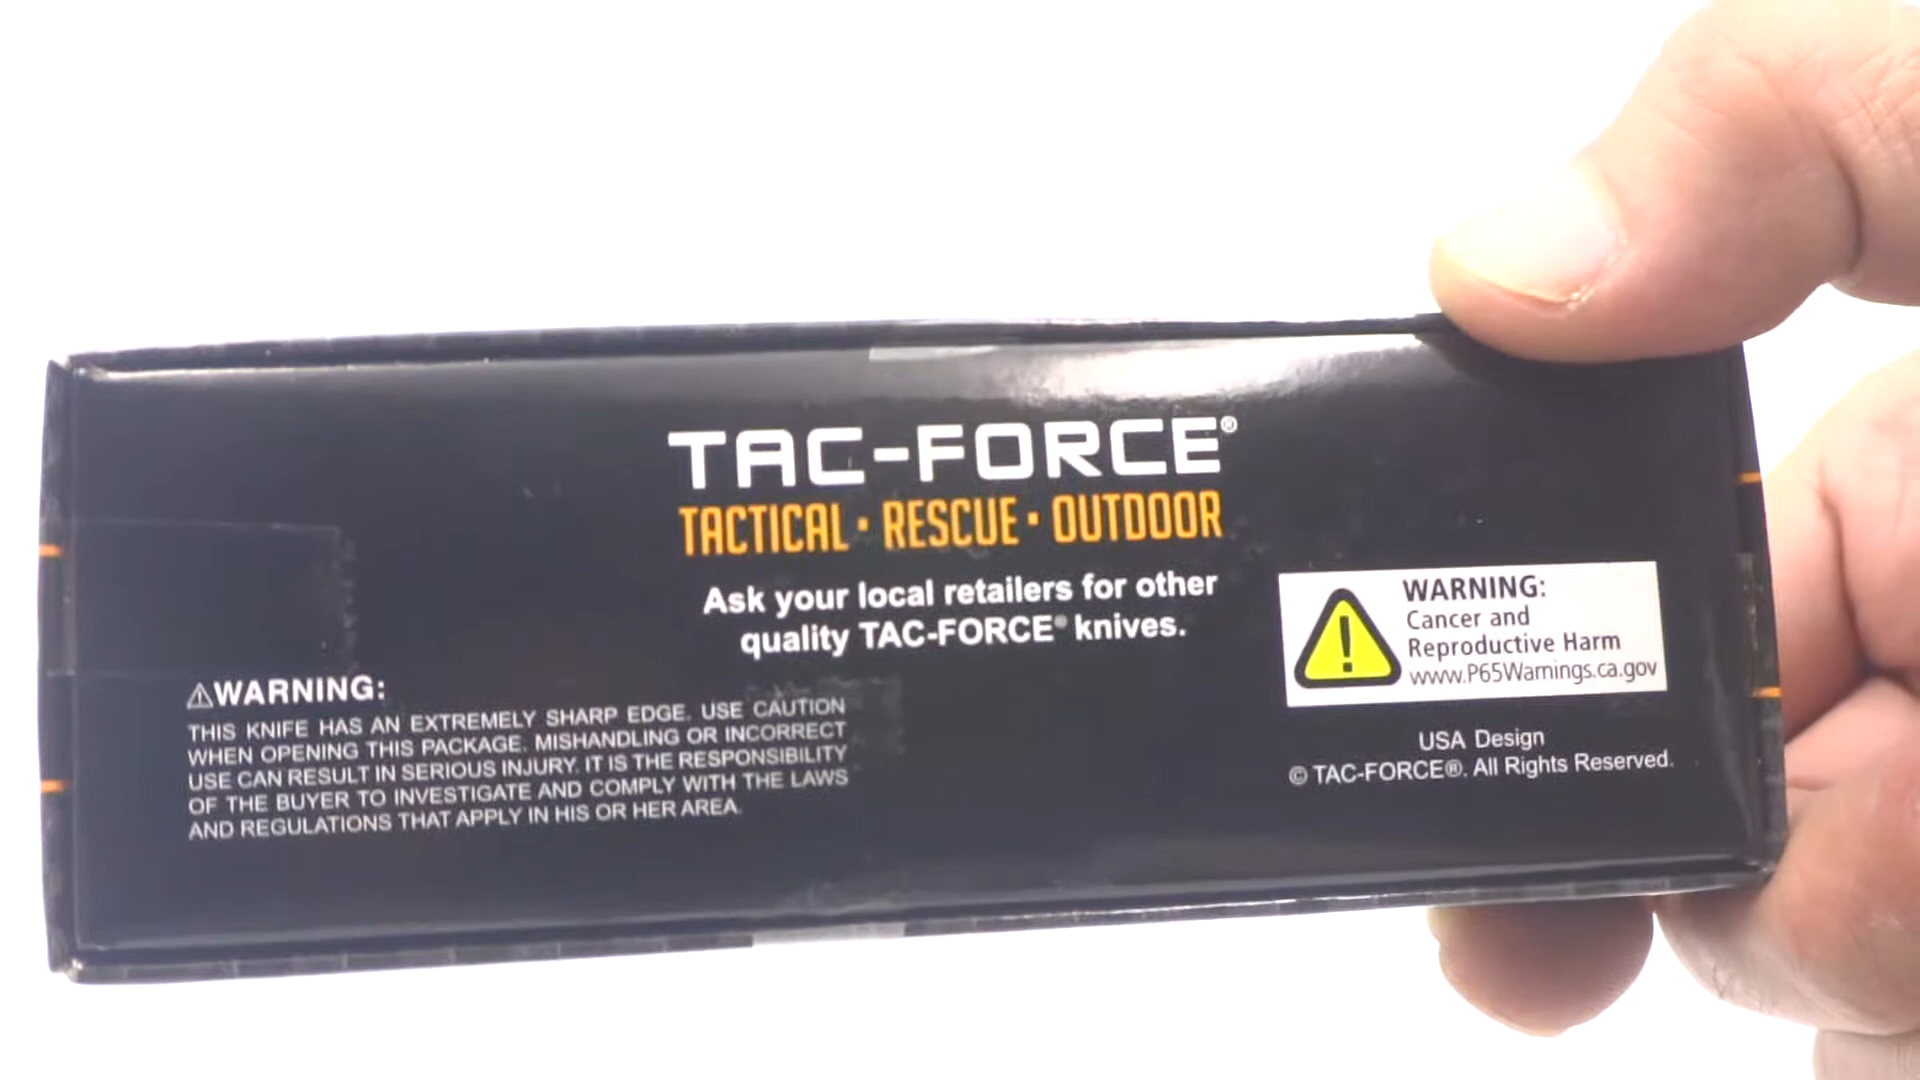 TAC-FORCE®
TACTICAL · RESCUE · OUTDOOR
Ask your local retailers for other
quality TAC-FORCE® knives.
⚠WARNING:
THIS KNIFE HAS AN EXTREMELY SHARP EDGE. USE CAUTION
WHEN OPENING THIS PACKAGE. MISHANDLING OR INCORRECT
USE CAN RESULT IN SERIOUS INJURY. IT IS THE RESPONSIBILITY
OF THE BUYER TO INVESTIGATE AND COMPLY WITH THE LAWS
AND REGULATIONS THAT APPLY IN HIS OR HER AREA.
WARNING:
Cancer and
Reproductive Harm
www.P65Warnings.ca.gov
USA Design
© TAC-FORCE®. All Rights Reserved.